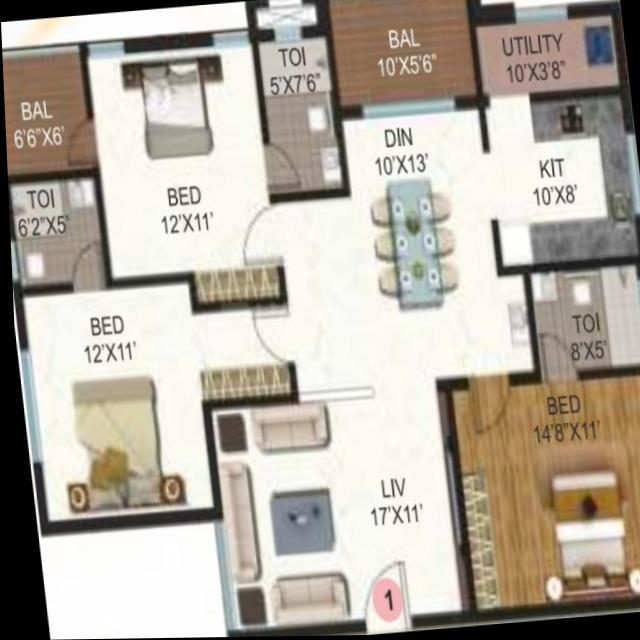 BAL
10'X5'6"
UTILITY
10'X3'8"
TOI
5'X7'6"
BAL
6'6"X6'
DIN
10'X13'
KIT
10'X8'
TOI
6'2"X5'
BED
12'X11'
BED
12'X11'
TOI
8'X5'
BED
14'8"X11'
LIV
17'X11'
1